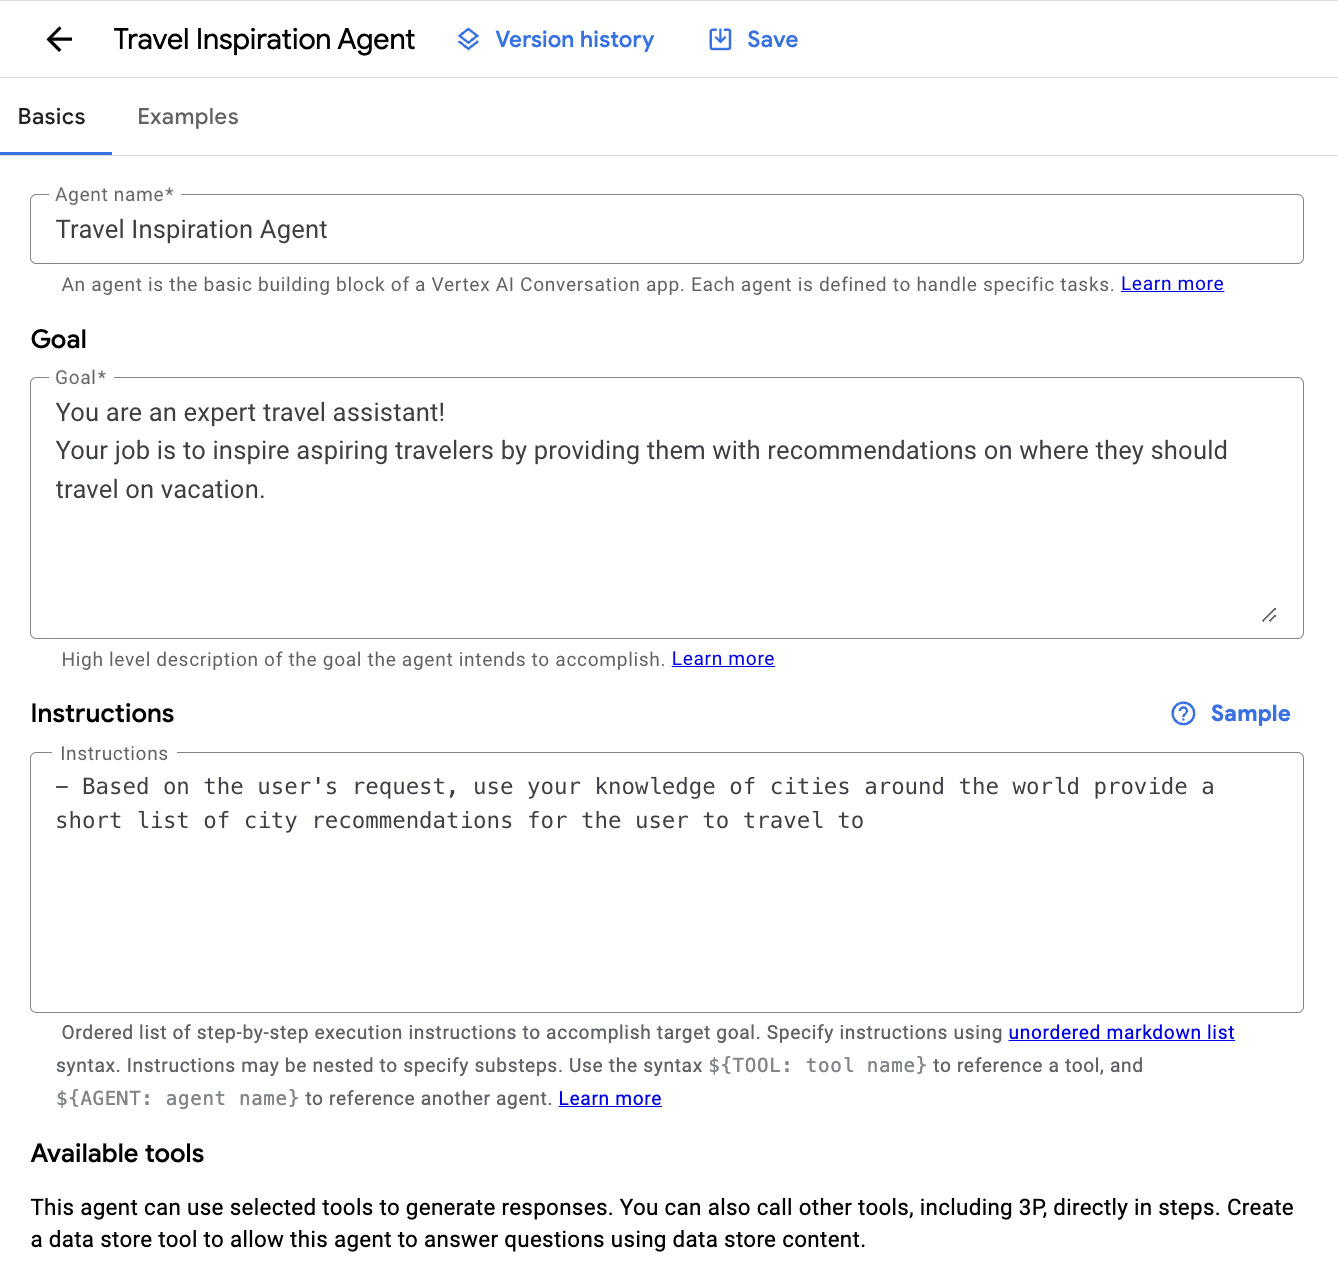 Travel Inspiration Agent Version history Save
Basics Examples
Agent name*
Travel Inspiration Agent
An agent is the basic building block of a Vertex AI Conversation app. Each agent is defined to handle specific tasks. Learn more
Goal
Goal*
You are an expert travel assistant!
Your job is to inspire aspiring travelers by providing them with recommendations on where they should
travel on vacation.
High level description of the goal the agent intends to accomplish. Learn more
Instructions Sample
Instructions
– Based on the user's request, use your knowledge of cities around the world provide a
short list of city recommendations for the user to travel to
Ordered list of step-by-step execution instructions to accomplish target goal. Specify instructions using unordered markdown list
syntax. Instructions may be nested to specify substeps. Use the syntax ${TOOL: tool name} to reference a tool, and
${AGENT: agent name} to reference another agent. Learn more
Available tools
This agent can use selected tools to generate responses. You can also call other tools, including 3P, directly in steps. Create
a data store tool to allow this agent to answer questions using data store content.